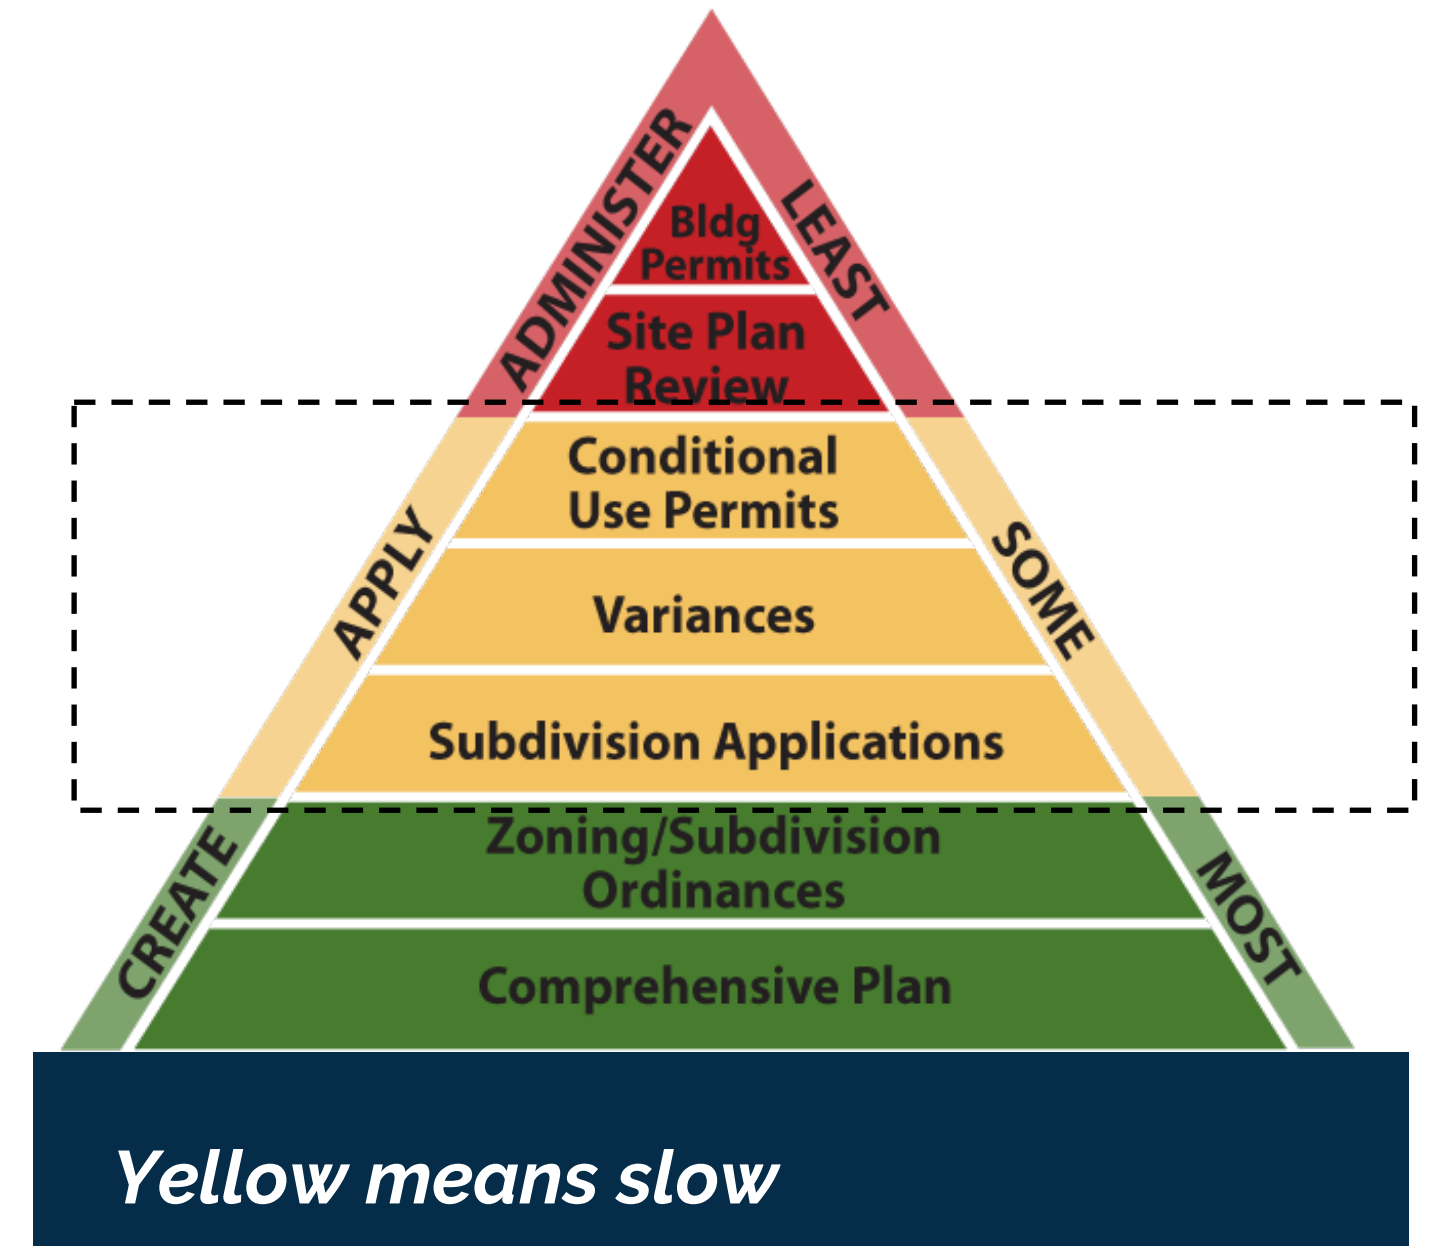 ADMINISTER
LEAST
Bldg
Permits
Site Plan
Review
APPLY
SOME
Conditional
Use Permits
Variances
Subdivision Applications
CREATE
MOST
Zoning/Subdivision
Ordinances
Comprehensive Plan
Yellow means slow